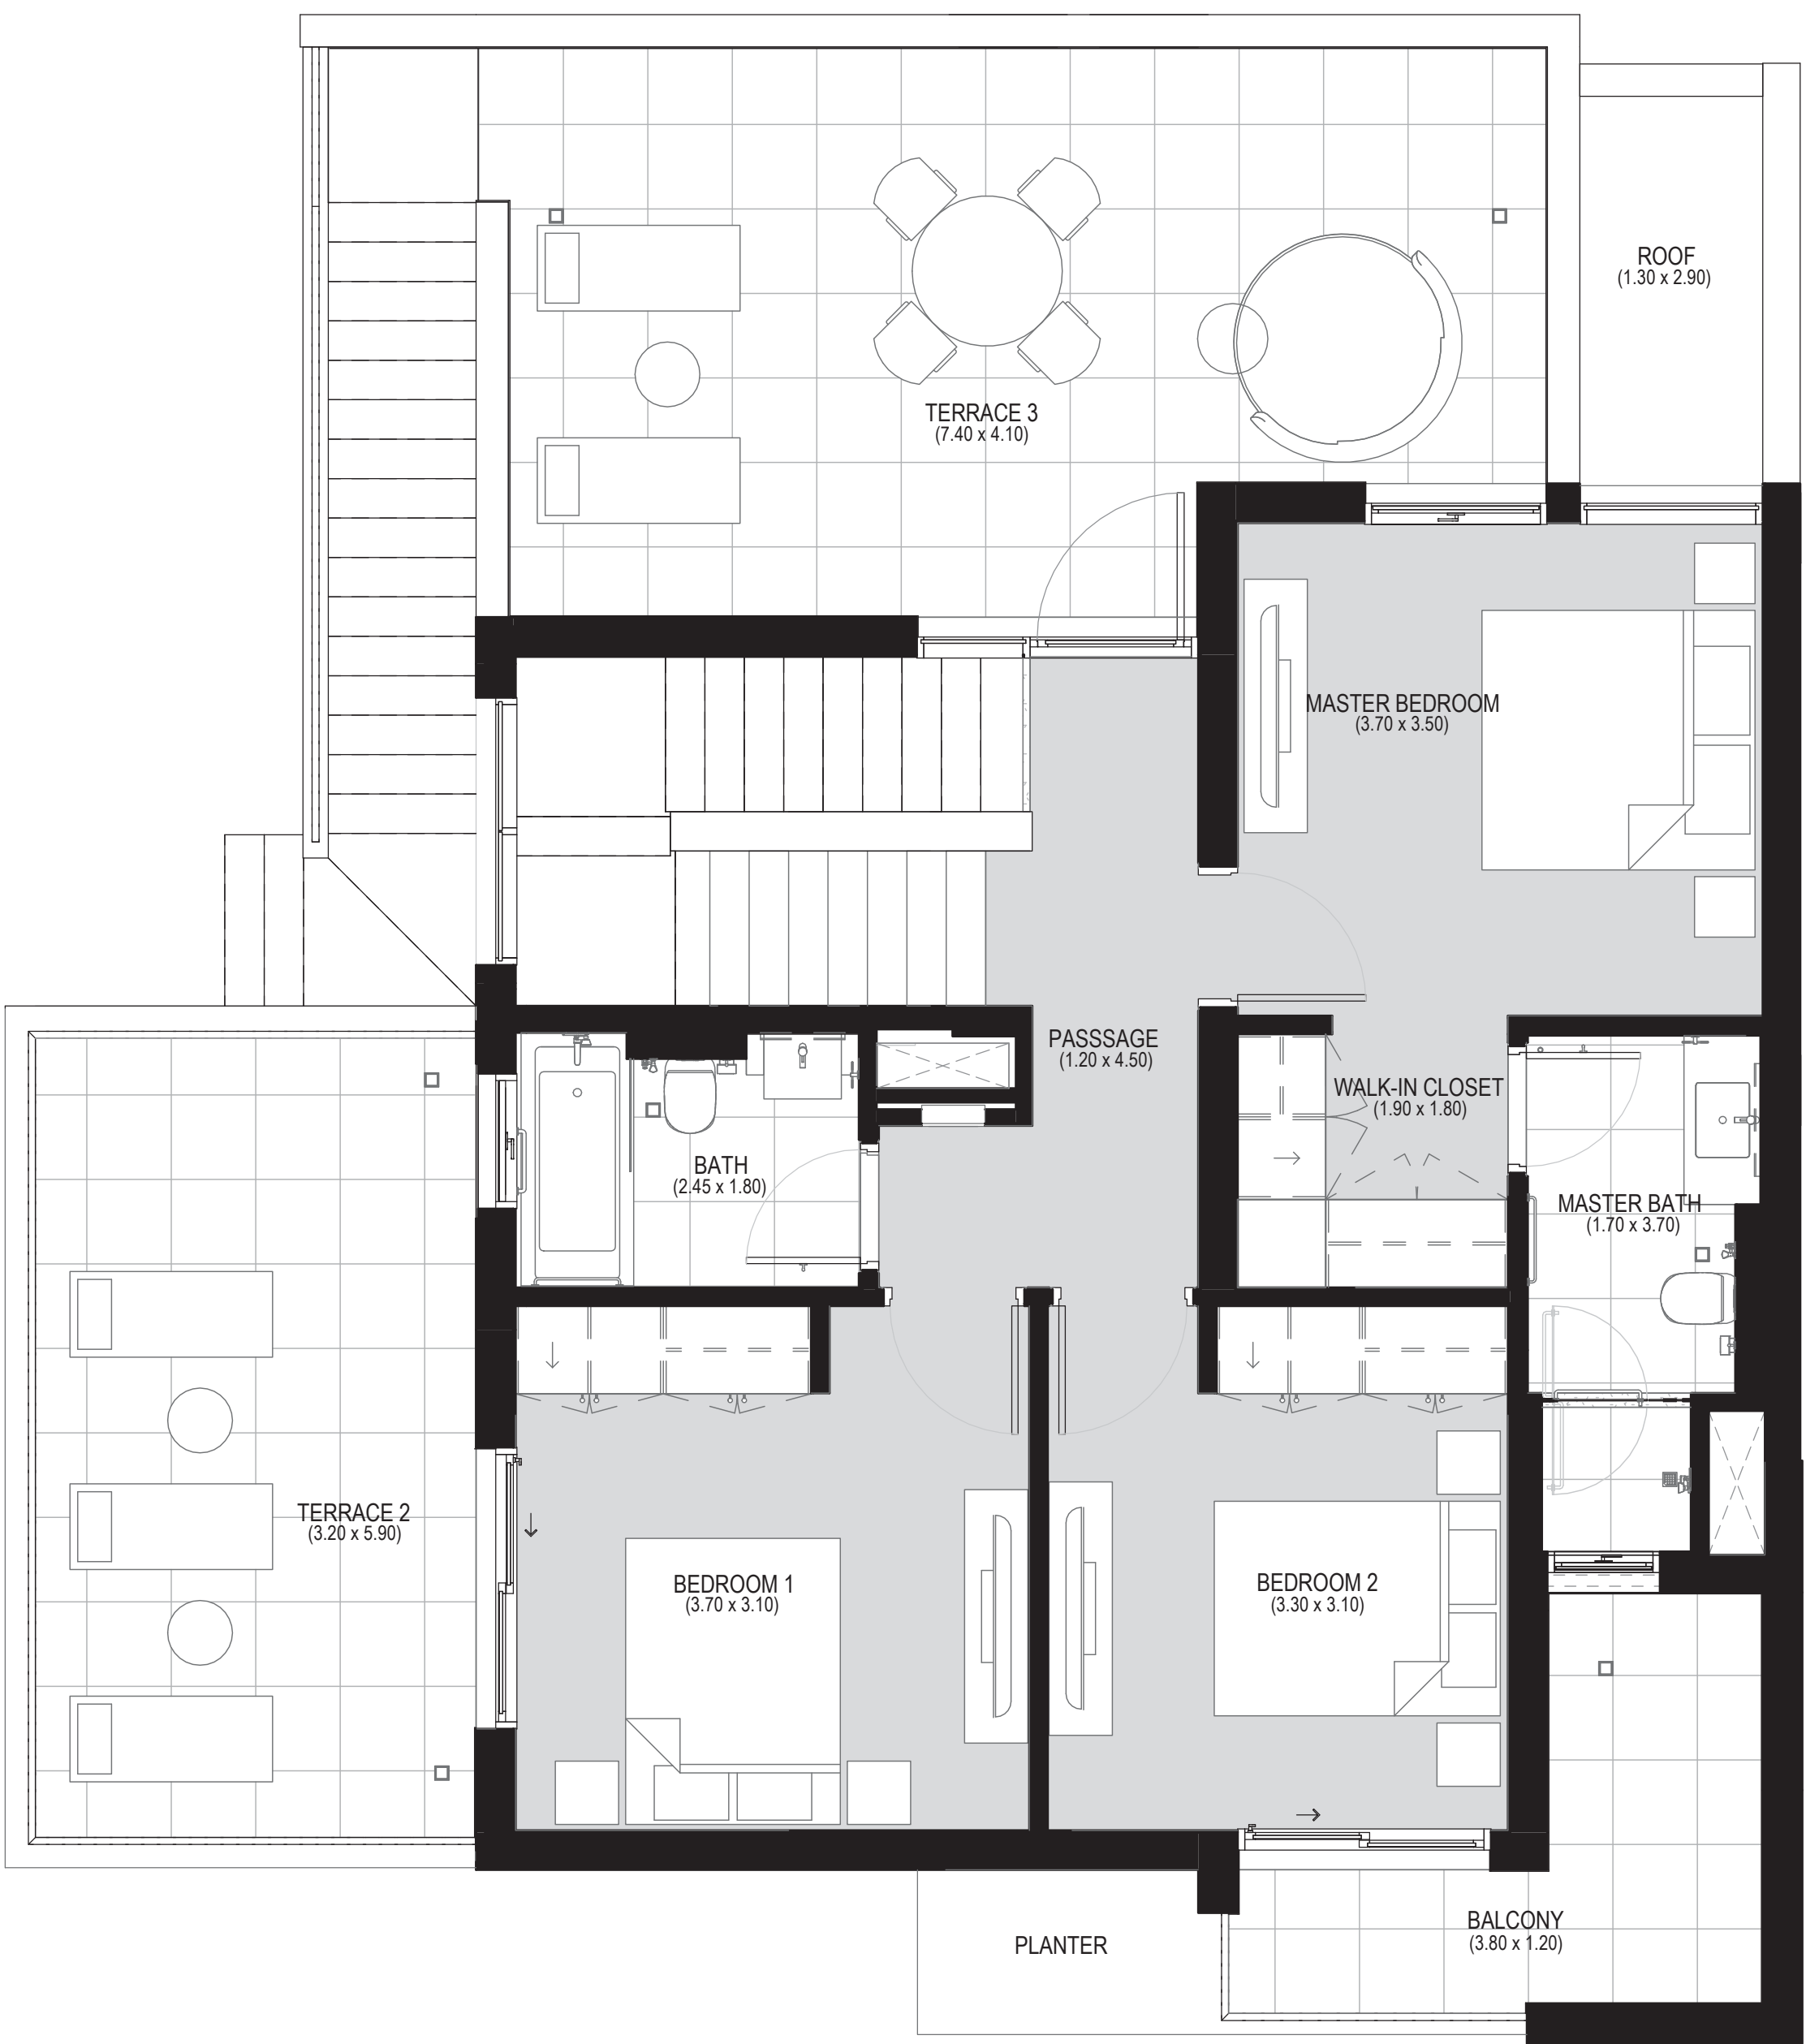 ROOF
(1.30 x 2.90)
TERRACE 3
(7.40 x 4.10)
MASTER BEDROOM
(3.70 x 3.50)
PASSSAGE
(1.20 x 4.50)
WALK-IN CLOSET
(1.90 x 1.80)
BATH
(2.45 x 1.80)
MASTER BATH
(1.70 x 3.70)
TERRACE 2
(3.20 x 5.90)
BEDROOM 1
(3.70 x 3.10)
BEDROOM 2
(3.30 x 3.10)
BALCONY
(3.80 x 1.20)
PLANTER